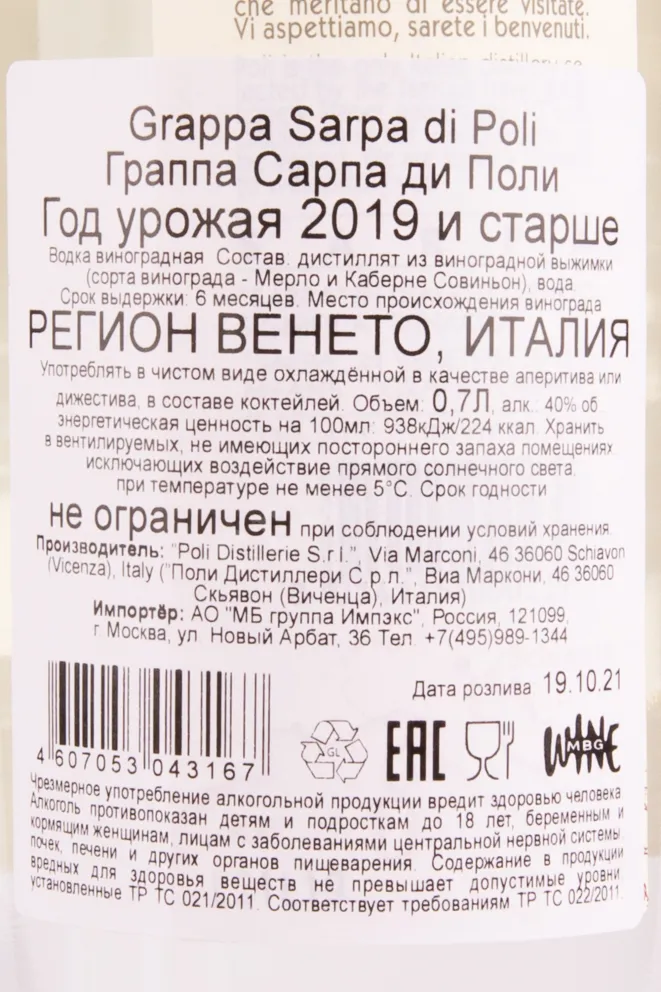 che meritano di essere visitate.
Vi aspettiamo, sarete i benvenuti.
Grappa Sarpa di Poli
Граппа Сарпа ди Поли
Год урожая 2019 и старше
Водка виноградная Состав: дистиллят из виноградной выжимки
(сорта винограда - Мерло и Каберне Совиньон), вода.
Срок выдержки: 6 месяцев. Место происхождения винограда
РЕГИОН ВЕНЕТО, ИТАЛИЯ
Употреблять в чистом виде охлаждённой в качестве аперитива или
дижестива, в составе коктейлей. Объем: 0,7Л, алк.: 40% об.
энергетическая ценность на 100мл: 938кДж/224 ккал. Хранить
в вентилируемых, не имеющих постороннего запаха помещениях
исключающих воздействие прямого солнечного света,
при температуре не менее 5°С. Срок годности
не ограничен при соблюдении условий хранения.
Производитель: "Poli Distillerie S.r.l.", Via Marconi, 46 36060 Schiavon
(Vicenza), Italy ("Поли Дистиллери С.р.л.", Виа Маркони, 46 36060
Скьявон (Виченца), Италия)
Импортёр: АО "МБ группа Импэкс", Россия, 121099,
г. Москва, ул. Новый Арбат, 36 Тел. +7(495)989-1344
Дата розлива 19.10.21
4 607053 043167
GL
EAC
WINE
MBG
Чрезмерное употребление алкогольной продукции вредит здоровью человека
Алкоголь противопоказан детям и подросткам до 18 лет, беременным и
кормящим женщинам, лицам с заболеваниями центральной нервной системы,
почек, печени и других органов пищеварения. Содержание в продукции
вредных для здоровья веществ не превышает допустимые уровни,
установленные ТР ТС 021/2011. Соответствует требованиям ТР ТС 022/2011.